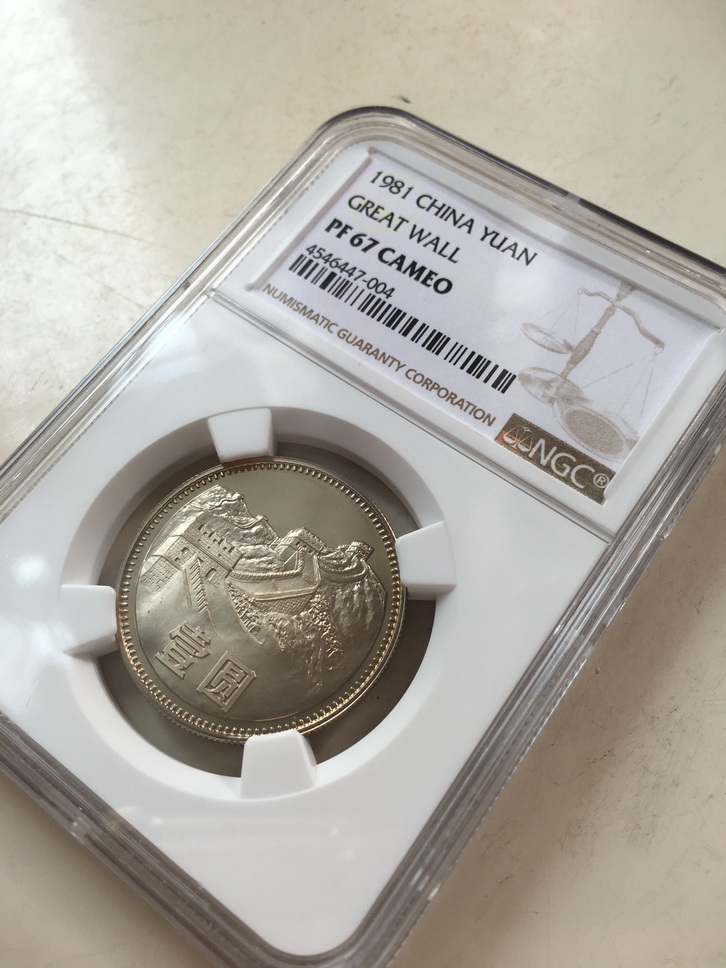 1981 CHINA YUAN
GREAT WALL
PF 67 CAMEO
4546447-004
NUMISMATIC GUARANTY CORPORATION
NGC®
壹圆